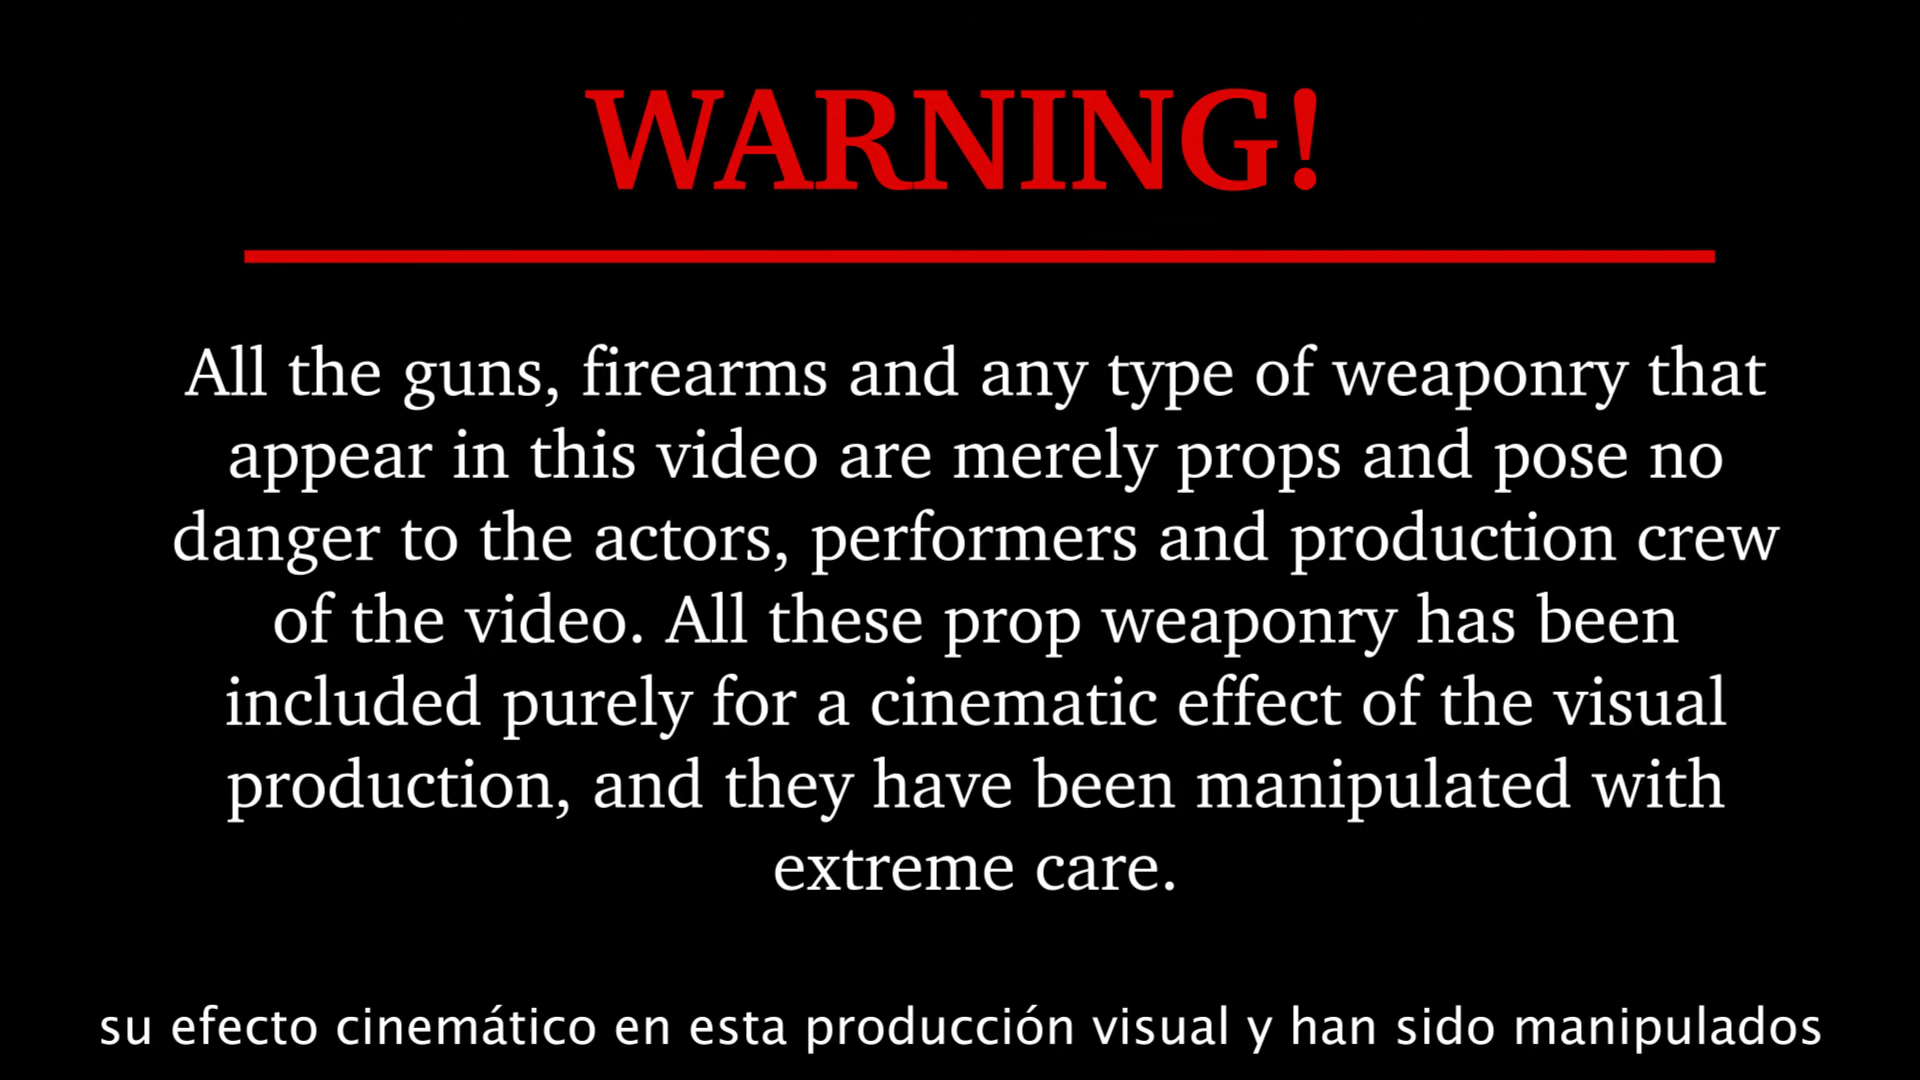 WARNING!
All the guns, firearms and any type of weaponry that
appear in this video are merely props and pose no
danger to the actors, performers and production crew
of the video. All these prop weaponry has been
included purely for a cinematic effect of the visual
production, and they have been manipulated with
extreme care.
su efecto cinemático en esta producción visual y han sido manipulados